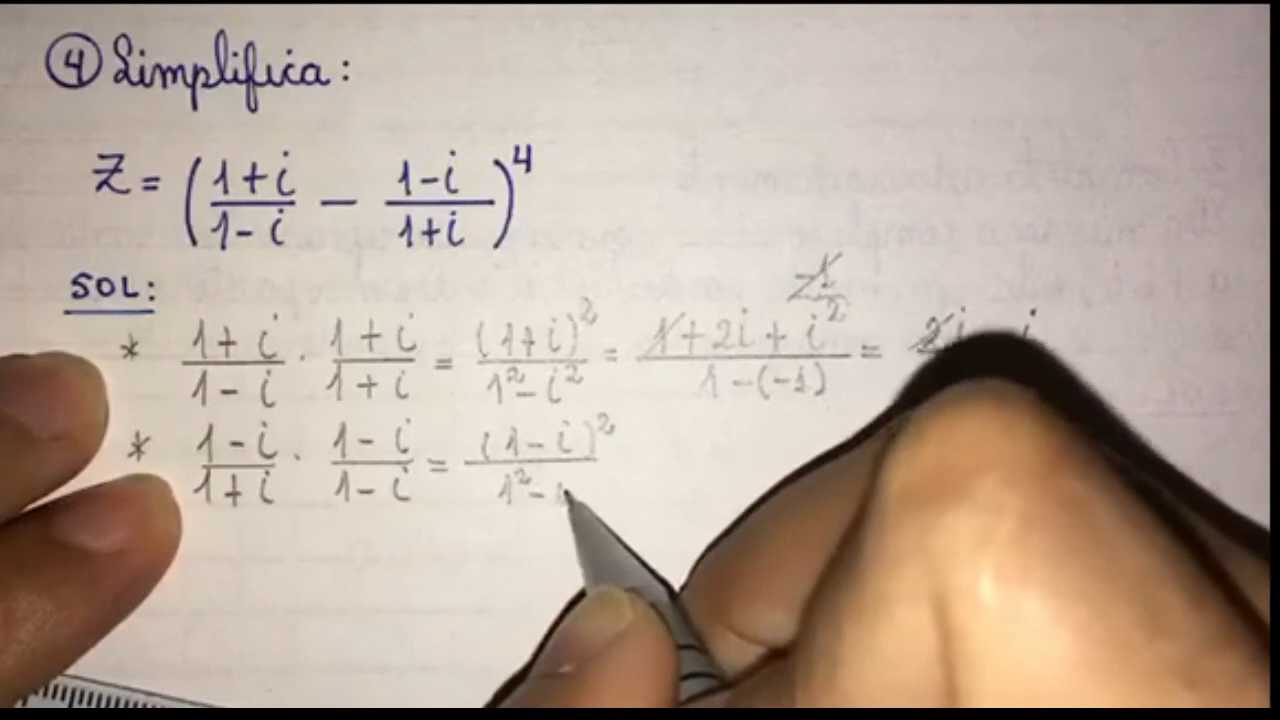 ④ Simplifica:
Z = ( (1+i)/(1-i) - (1-i)/(1+i) )^4
SOL:
* (1+i)/(1-i) · (1+i)/(1+i) = (1+i)²/(1²-i²) = (1+2i+i²)/(1-(-1)) = 2i i
* (1-i)/(1+i) · (1-i)/(1-i) = (1-i)²/(1²-